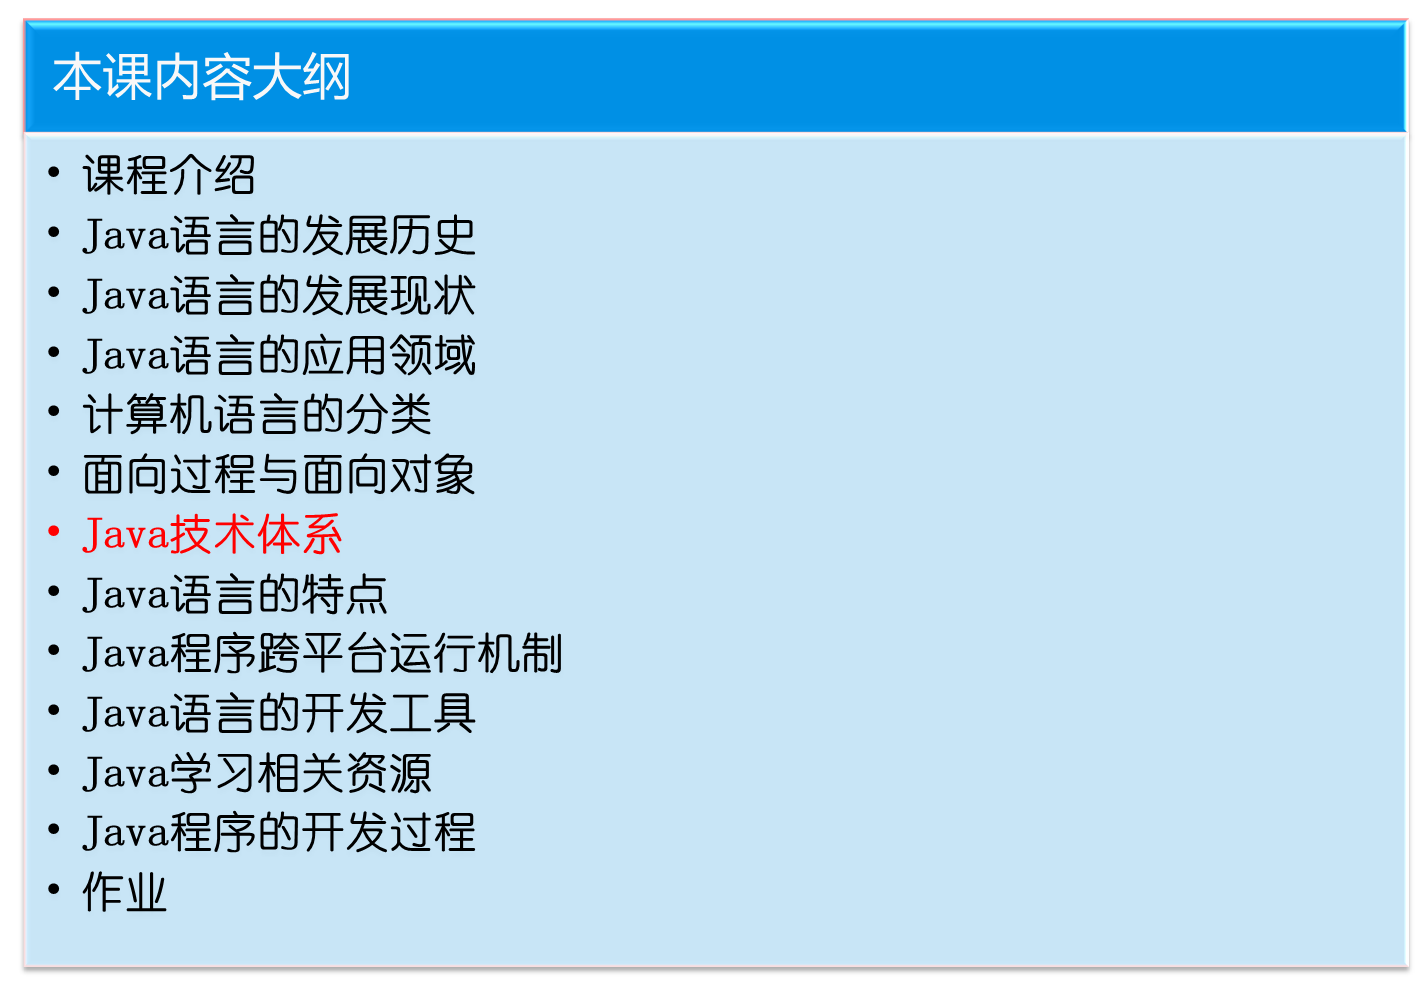 本课内容大纲
• 课程介绍
• Java语言的发展历史
• Java语言的发展现状
• Java语言的应用领域
• 计算机语言的分类
• 面向过程与面向对象
• Java技术体系
• Java语言的特点
• Java程序跨平台运行机制
• Java语言的开发工具
• Java学习相关资源
• Java程序的开发过程
• 作业